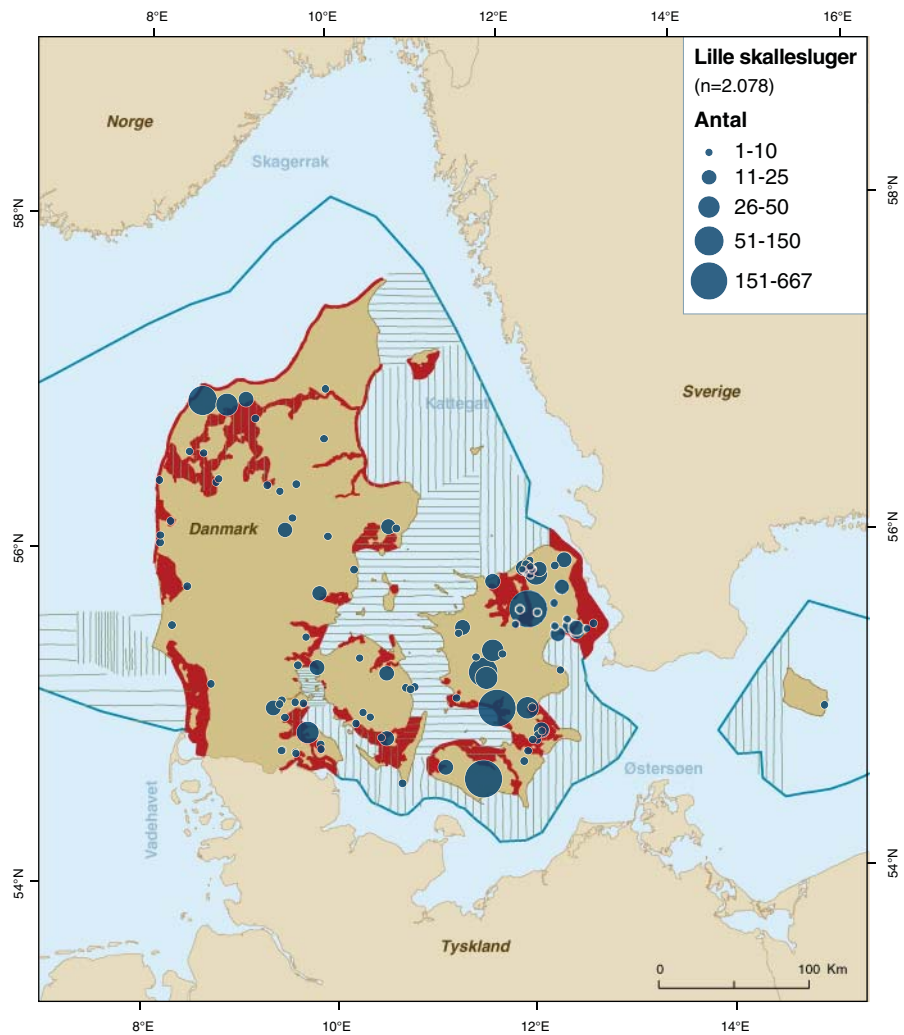 8°E 10°E 12°E 14°E 16°E
Lille skallesluger
(n=2.078)
Antal
1-10
11-25
26-50
51-150
151-667
Norge
Skagerrak
58°N
58°N
Sverige
Kattegat
Danmark
56°N
56°N
Østersøen
Vadehavet
54°N
54°N
Tyskland
0 100 Km
8°E 10°E 12°E 14°E